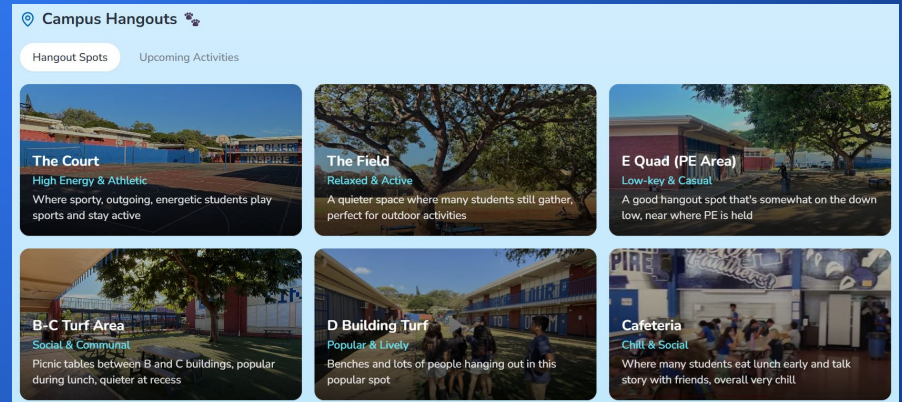 Campus Hangouts
Hangout Spots
Upcoming Activities
The Court
High Energy & Athletic
Where sporty, outgoing, energetic students play
sports and stay active
The Field
Relaxed & Active
A quieter space where many students still gather,
perfect for outdoor activities
E Quad (PE Area)
Low-key & Casual
A good hangout spot that's somewhat on the down
low, near where PE is held
B-C Turf Area
Social & Communal
Picnic tables between B and C buildings, popular
during lunch, quieter at recess
D Building Turf
Popular & Lively
Benches and lots of people hanging out in this
popular spot
Cafeteria
Chill & Social
Where many students eat lunch early and talk
story with friends, overall very chill